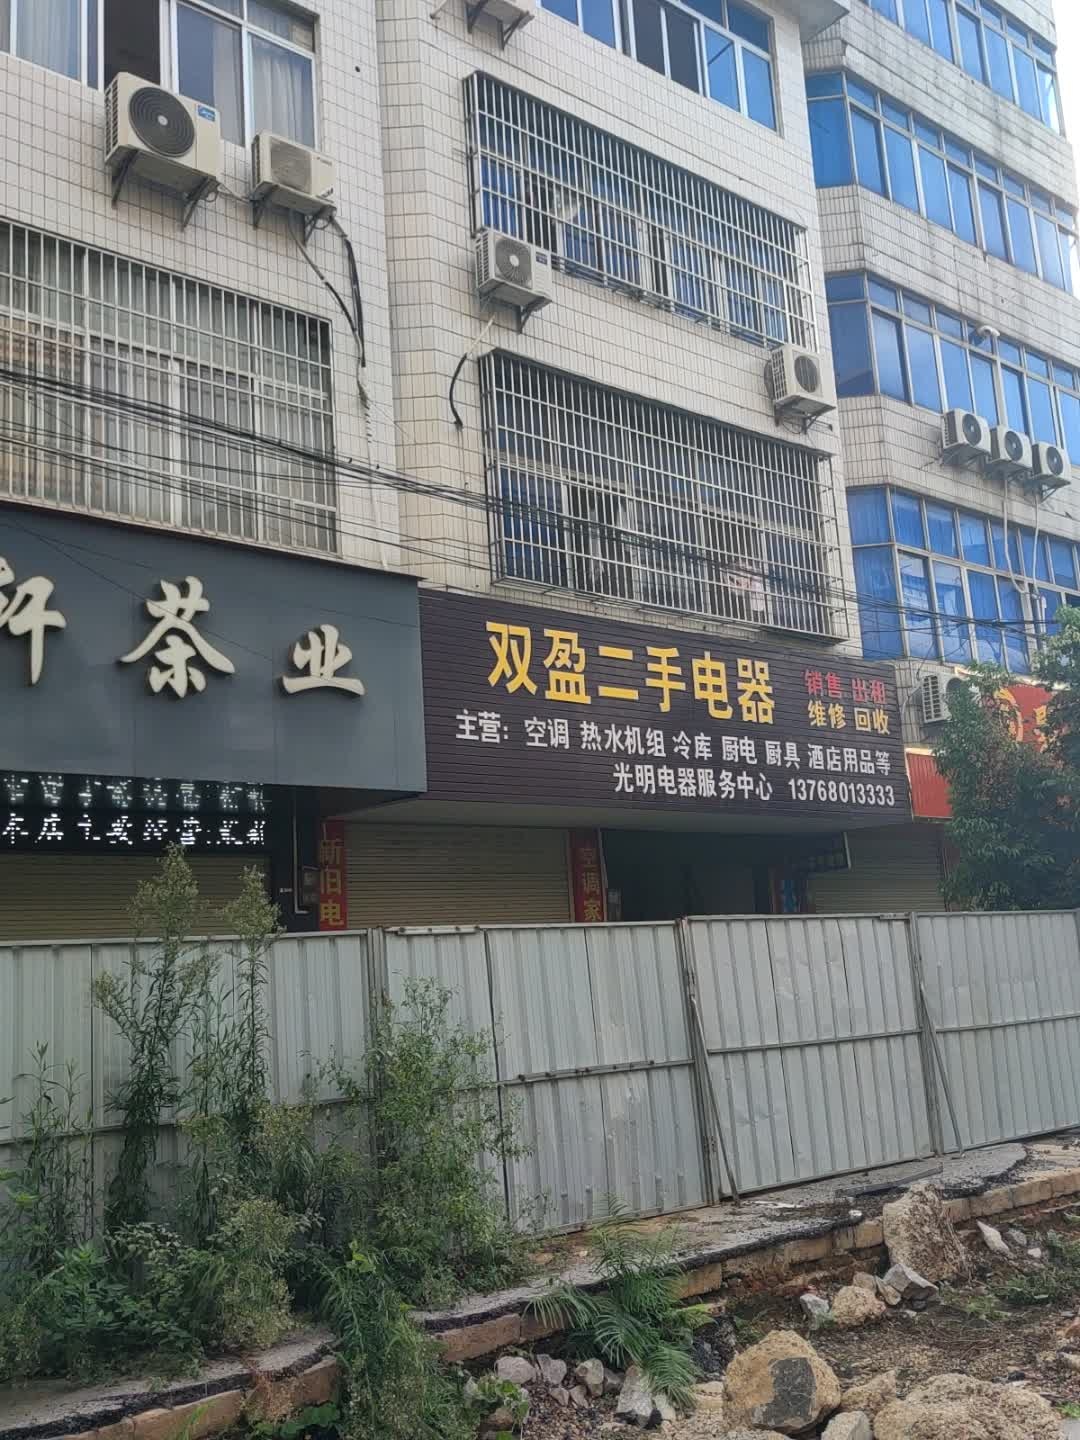 轩茶业
双盈二手电器
销售 出租
维修 回收
主营：空调 热水机组 冷库 厨电 厨具 酒店用品等
光明电器服务中心 13768013333
新旧电
空调家